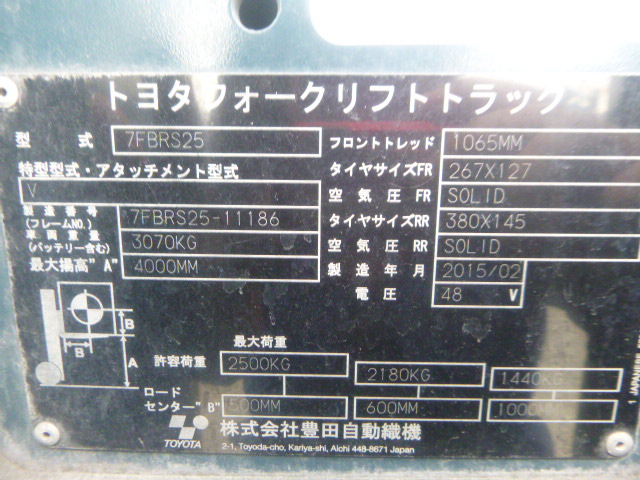 トヨタフォークリフトトラック
型 式 7FBRS25
フロントトレッド 1065MM
特型型式・アタッチメント型式
V
タイヤサイズFR 267X127
空気圧 FR SOLID
製造番号
(フレームNO.) 7FBRS25-11186
タイヤサイズRR 380X145
車両重量
(バッテリー含む) 3070KG
空気圧 RR SOLID
最大揚高"A" 4000MM
製造年月 2015/02
電圧 48 V
B
B
A
最大荷重
許容荷重 2500KG 2180KG 1440KG
ロード
センター"B" 500MM 600MM 1000MM
TOYOTA
株式会社豊田自動織機
2-1, Toyoda-cho, Kariya-shi, Aichi 448-8671 Japan